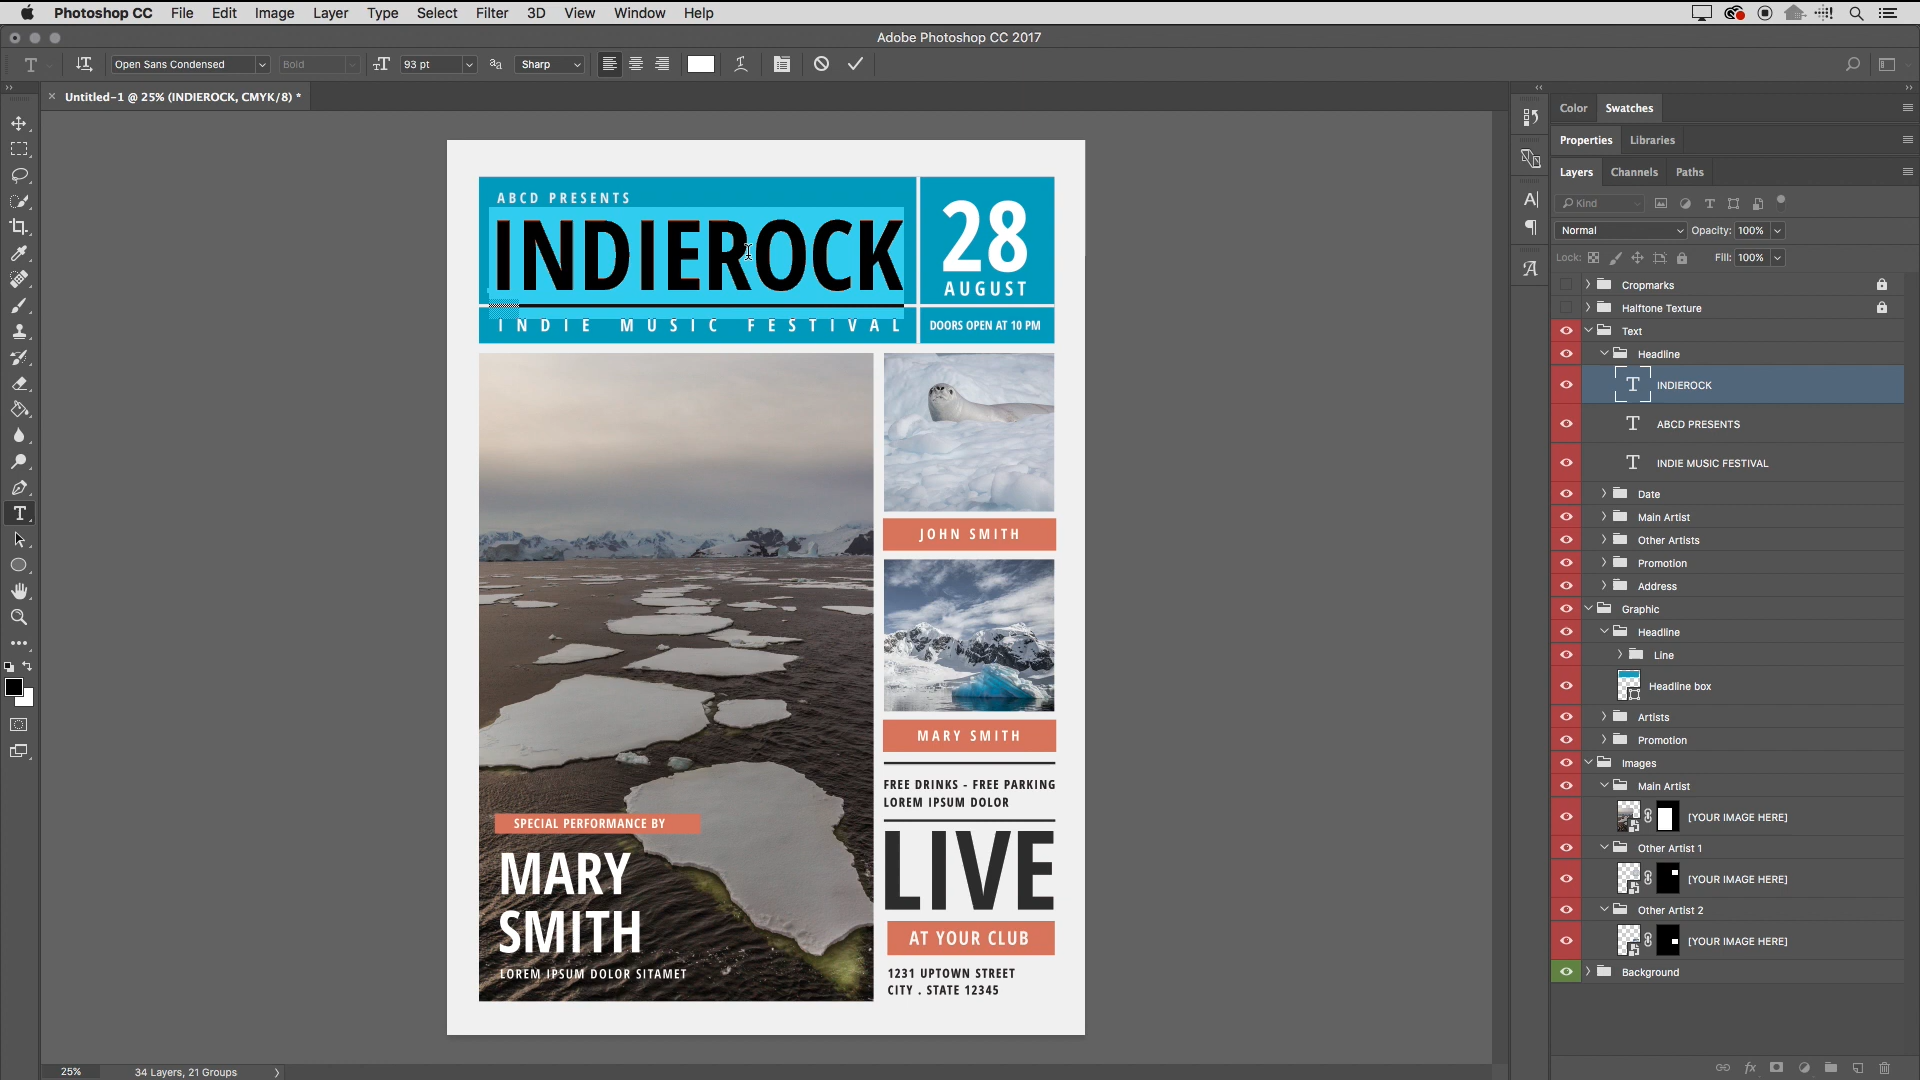 Photoshop CC File Edit Image Layer Type Select Filter 3D View Window Help
Adobe Photoshop CC 2017
Open Sans Condensed Bold 93 pt Sharp
Untitled-1 @ 25% (INDIEROCK, CMYK/8) *
ABCD PRESENTS
INDIEROCK
INDIE MUSIC FESTIVAL
28
AUGUST
DOORS OPEN AT 10 PM
JOHN SMITH
MARY SMITH
FREE DRINKS - FREE PARKING
LOREM IPSUM DOLOR
LIVE
AT YOUR CLUB
1231 UPTOWN STREET
CITY . STATE 12345
SPECIAL PERFORMANCE BY
MARY
SMITH
LOREM IPSUM DOLOR SITAMET
Color Swatches
Properties Libraries
Layers Channels Paths
Kind
Normal Opacity: 100%
Lock: Fill: 100%
Cropmarks
Halftone Texture
Text
Headline
INDIEROCK
ABCD PRESENTS
INDIE MUSIC FESTIVAL
Date
Main Artist
Other Artists
Promotion
Address
Graphic
Headline
Line
Headline box
Artists
Promotion
Images
Main Artist
[YOUR IMAGE HERE]
Other Artist 1
[YOUR IMAGE HERE]
Other Artist 2
[YOUR IMAGE HERE]
Background
25% 34 Layers, 21 Groups